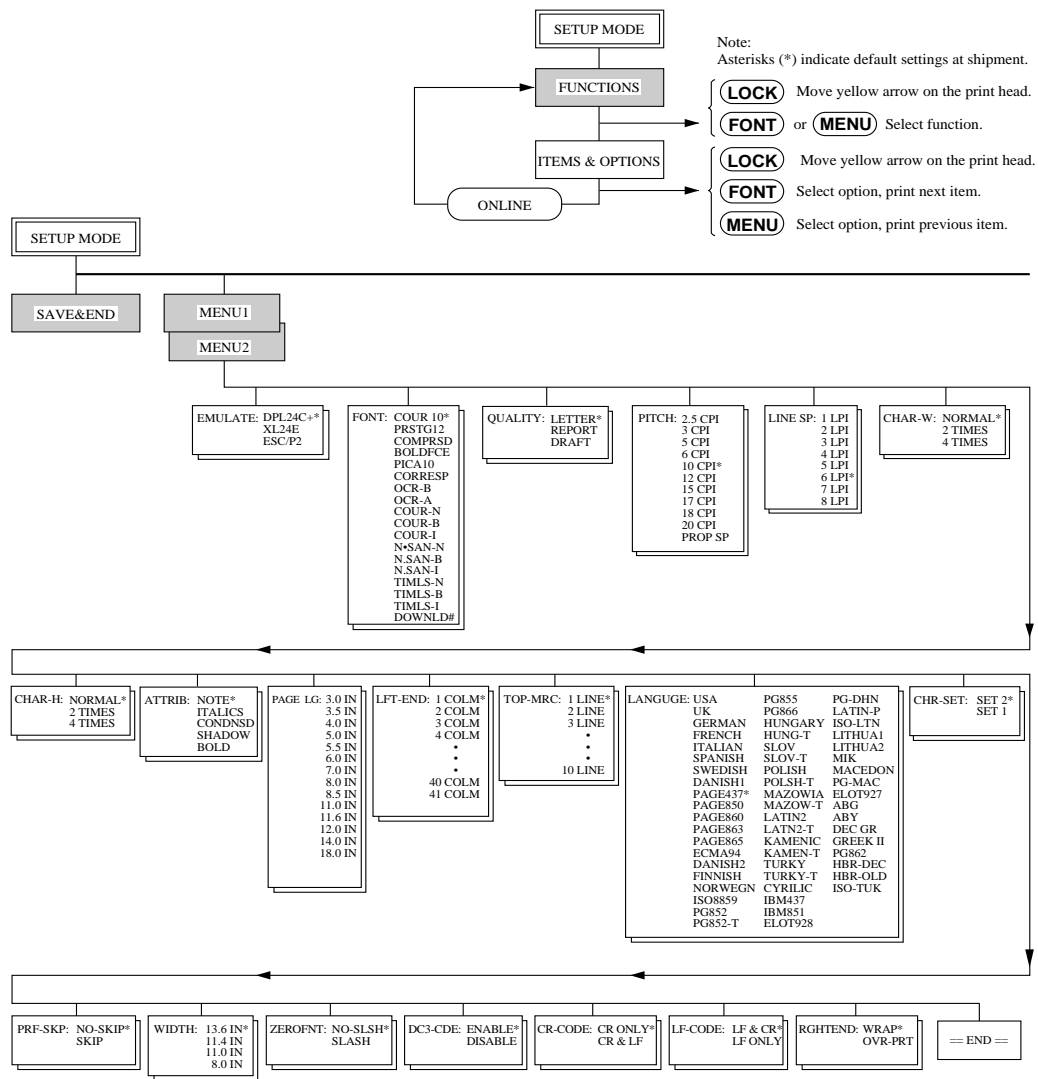 SETUP MODE
Note:
Asterisks (*) indicate default settings at shipment.
FUNCTIONS
LOCK Move yellow arrow on the print head.
FONT or MENU Select function.
ITEMS & OPTIONS
LOCK Move yellow arrow on the print head.
ONLINE
FONT Select option, print next item.
MENU Select option, print previous item.
SETUP MODE
SAVE&END
MENU1
MENU2
EMULATE: DPL24C+*
XL24E
ESC/P2
FONT: COUR 10*
PRSTG12
COMPRSD
BOLDFCE
PICA10
CORRESP
OCR-B
OCR-A
COUR-N
COUR-B
COUR-I
N•SAN-N
N.SAN-B
N.SAN-I
TIMLS-N
TIMLS-B
TIMLS-I
DOWNLD#
QUALITY: LETTER*
REPORT
DRAFT
PITCH: 2.5 CPI
3 CPI
5 CPI
6 CPI
10 CPI*
12 CPI
15 CPI
17 CPI
18 CPI
20 CPI
PROP SP
LINE SP: 1 LPI
2 LPI
3 LPI
4 LPI
5 LPI
6 LPI*
7 LPI
8 LPI
CHAR-W: NORMAL*
2 TIMES
4 TIMES
CHAR-H: NORMAL*
2 TIMES
4 TIMES
ATTRIB: NOTE*
ITALICS
CONDNSD
SHADOW
BOLD
PAGE LG: 3.0 IN
3.5 IN
4.0 IN
5.0 IN
5.5 IN
6.0 IN
7.0 IN
8.0 IN
8.5 IN
11.0 IN
11.6 IN
12.0 IN
14.0 IN
18.0 IN
LFT-END: 1 COLM*
2 COLM
3 COLM
4 COLM
•
•
•
40 COLM
41 COLM
TOP-MRC: 1 LINE*
2 LINE
3 LINE
•
•
•
10 LINE
LANGUGE: USA PG855 PG-DHN
UK PG866 LATIN-P
GERMAN HUNGARY ISO-LTN
FRENCH HUNG-T LITHUA1
ITALIAN SLOV LITHUA2
SPANISH SLOV-T MIK
SWEDISH POLISH MACEDON
DANISH1 POLSH-T PG-MAC
PAGE437* MAZOWIA ELOT927
PAGE850 MAZOW-T ABG
PAGE860 LATIN2 ABY
PAGE863 LATN2-T DEC GR
PAGE865 KAMENIC GREEK II
ECMA94 KAMEN-T PG862
DANISH2 TURKY HBR-DEC
FINNISH TURKY-T HBR-OLD
NORWEGN CYRILIC ISO-TUK
ISO8859 IBM437
PG852 IBM851
PG852-T ELOT928
CHR-SET: SET 2*
SET 1
PRF-SKP: NO-SKIP*
SKIP
WIDTH: 13.6 IN*
11.4 IN
11.0 IN
8.0 IN
ZEROFNT: NO-SLSH*
SLASH
DC3-CDE: ENABLE*
DISABLE
CR-CODE: CR ONLY*
CR & LF
LF-CODE: LF & CR*
LF ONLY
RGHTEND: WRAP*
OVR-PRT
== END ==